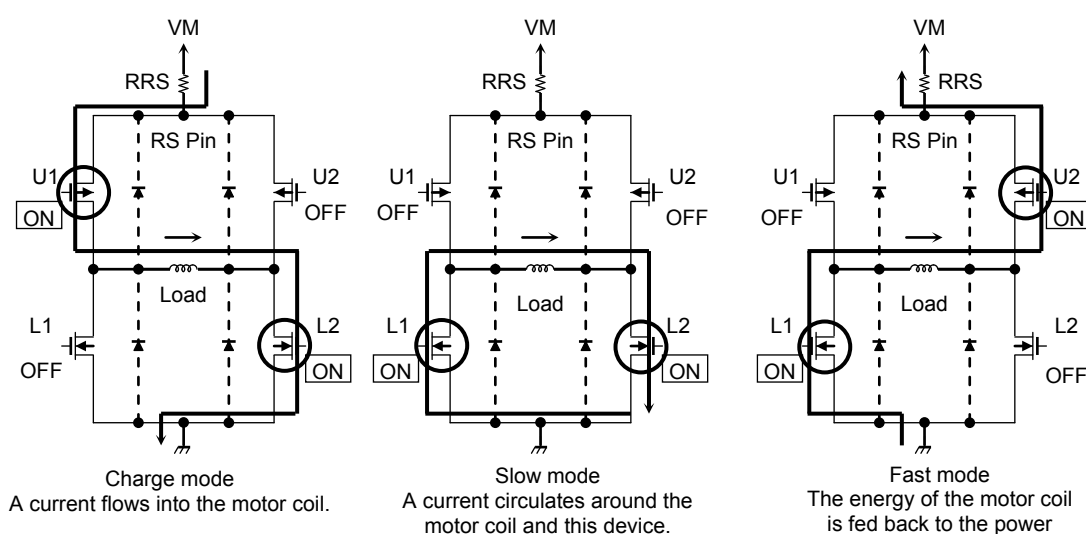 VM
RRS
RS Pin
U1
ON
U2
OFF
Load
L1
OFF
L2
ON
Charge mode
A current flows into the motor coil.
VM
RRS
RS Pin
U1
OFF
U2
OFF
Load
L1
ON
L2
ON
Slow mode
A current circulates around the
motor coil and this device.
VM
RRS
RS Pin
U1
OFF
U2
ON
Load
L1
ON
L2
OFF
Fast mode
The energy of the motor coil
is fed back to the power